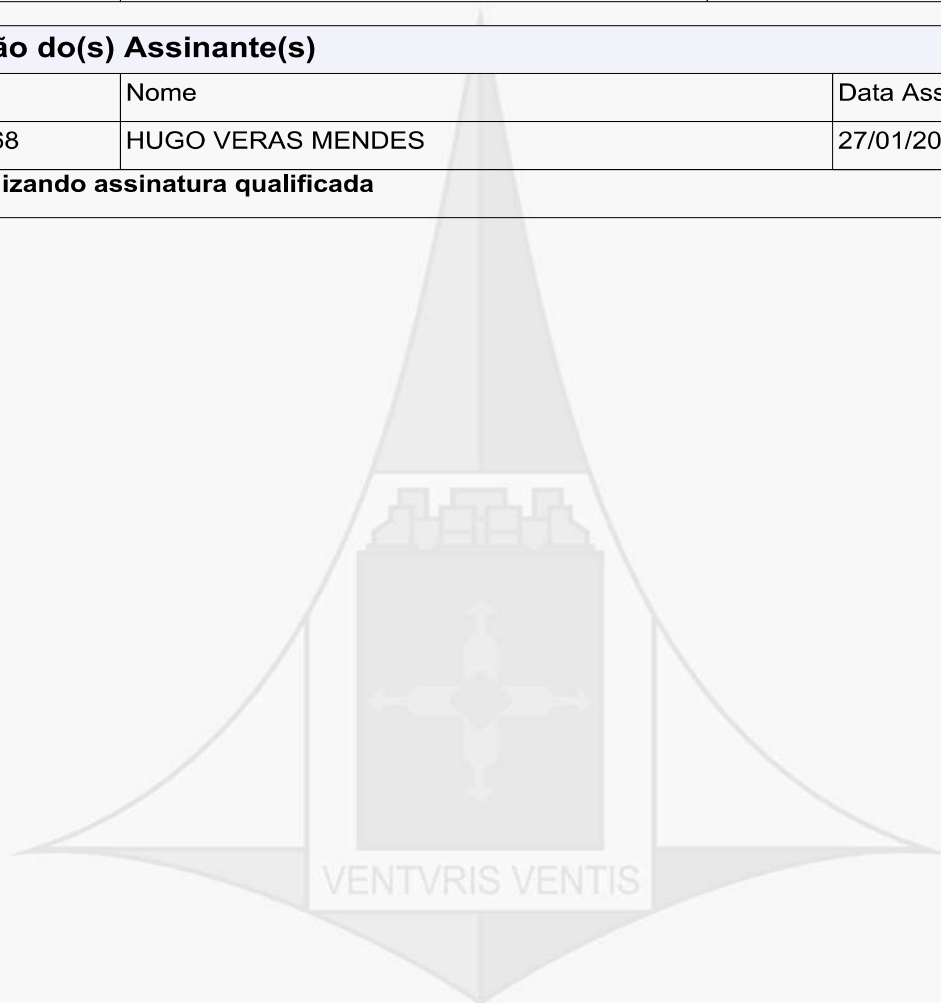 ão do(s) Assinante(s)
Nome Data Ass
68 HUGO VERAS MENDES 27/01/20
izando assinatura qualificada
VENTVRIS VENTIS